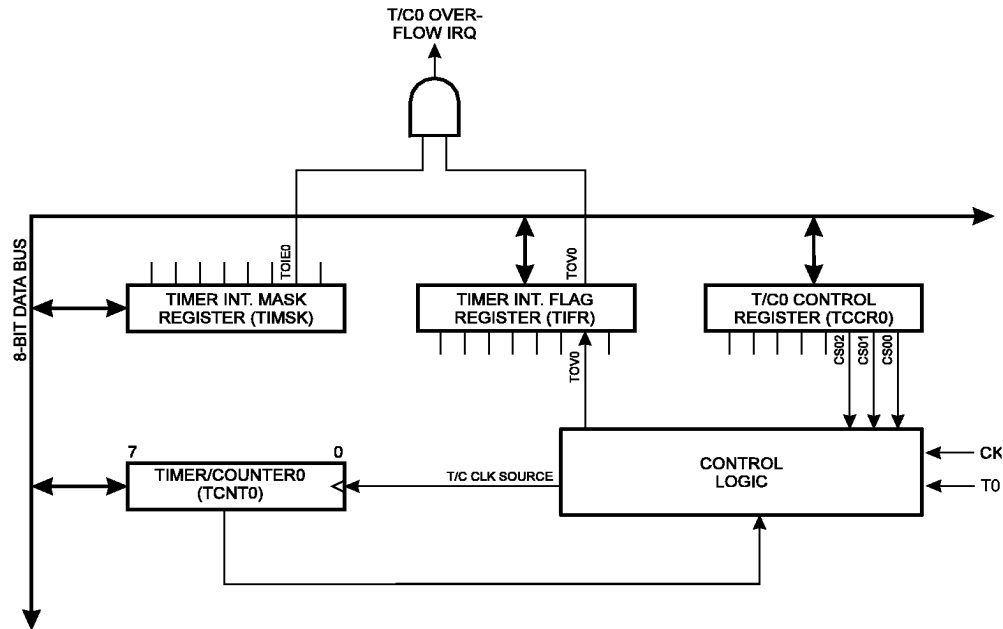 T/C0 OVER-
FLOW IRQ
8-BIT DATA BUS
TOIE0
TOV0
TIMER INT. MASK
REGISTER (TIMSK)
TIMER INT. FLAG
REGISTER (TIFR)
T/C0 CONTROL
REGISTER (TCCR0)
TOV0
CS02
CS01
CS00
7
0
TIMER/COUNTER0
(TCNT0)
T/C CLK SOURCE
CONTROL
LOGIC
CK
T0